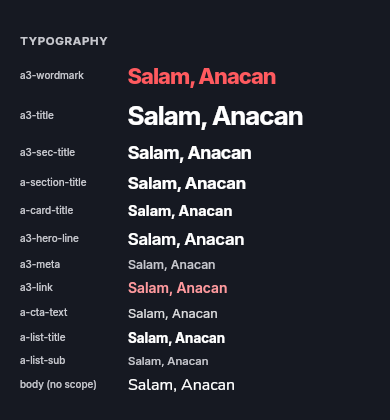 TYPOGRAPHY
a3-wordmark Salam, Anacan
a3-title Salam, Anacan
a3-sec-title Salam, Anacan
a-section-title Salam, Anacan
a-card-title Salam, Anacan
a3-hero-line Salam, Anacan
a3-meta Salam, Anacan
a3-link Salam, Anacan
a-cta-text Salam, Anacan
a-list-title Salam, Anacan
a-list-sub Salam, Anacan
body (no scope) Salam, Anacan